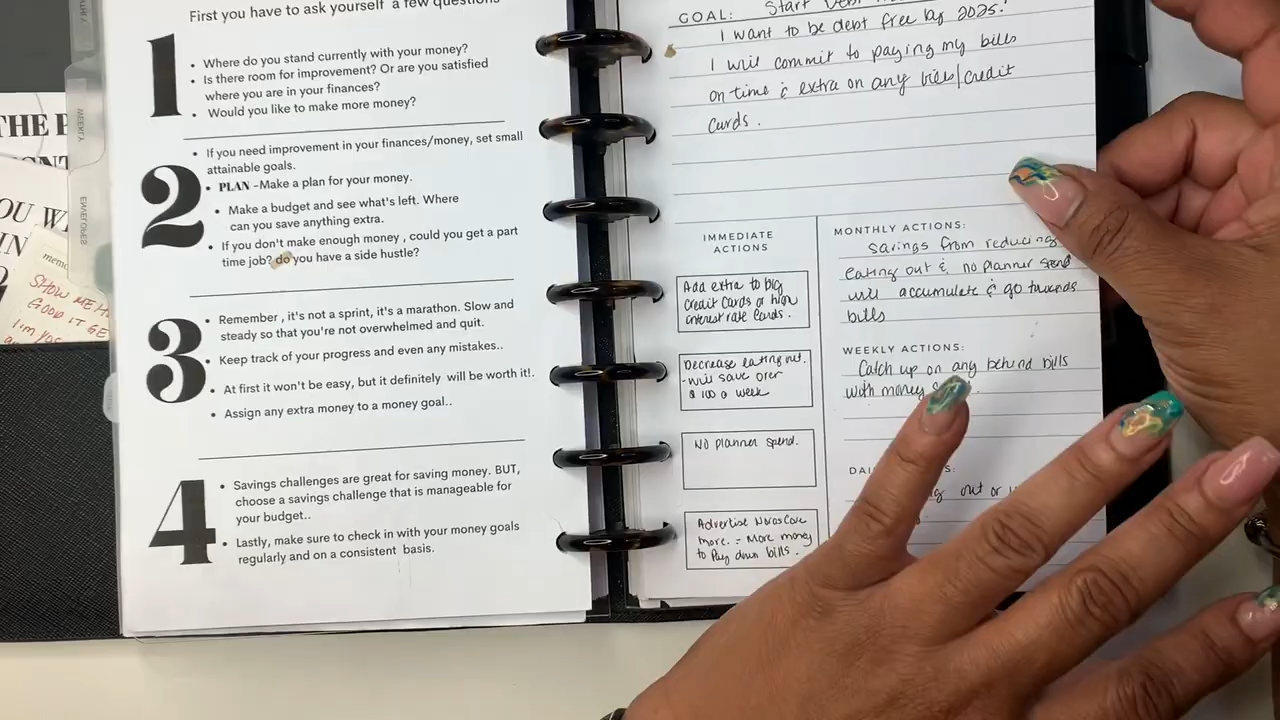 First you have to ask yourself a few questions
1
• Where do you stand currently with your money?
• Is there room for improvement? Or are you satisfied
where you are in your finances?
• Would you like to make more money?
2
• If you need improvement in your finances/money, set small
attainable goals.
• PLAN -Make a plan for your money.
• Make a budget and see what's left. Where
can you save anything extra.
• If you don't make enough money , could you get a part
time job? do you have a side hustle?
3
• Remember , it's not a sprint, it's a marathon. Slow and
steady so that you're not overwhelmed and quit.
• Keep track of your progress and even any mistakes..
• At first it won't be easy, but it definitely will be worth it!.
• Assign any extra money to a money goal..
4
• Savings challenges are great for saving money. BUT,
choose a savings challenge that is manageable for
your budget..
• Lastly, make sure to check in with your money goals
regularly and on a consistent basis.
GOAL: Start
I want to be debt free by 2025!
I will commit to paying my bills
on time & extra on any bills/credit
cards.
IMMEDIATE
ACTIONS
Add extra to big
credit cards or high
interest rate cards.
Decrease eating out.
- will save over
$100 a week
No planner spend.
Advertise
more. = More money
to pay down bills.
MONTHLY ACTIONS:
Savings from reducing
eating out & no planner spend
will accumulate & go towards
bills
WEEKLY ACTIONS:
Catch up on any behind bills
with money
out or
THE
memo
SHOW ME
GOOD IT GE
WEEKLY
ENVELOPES